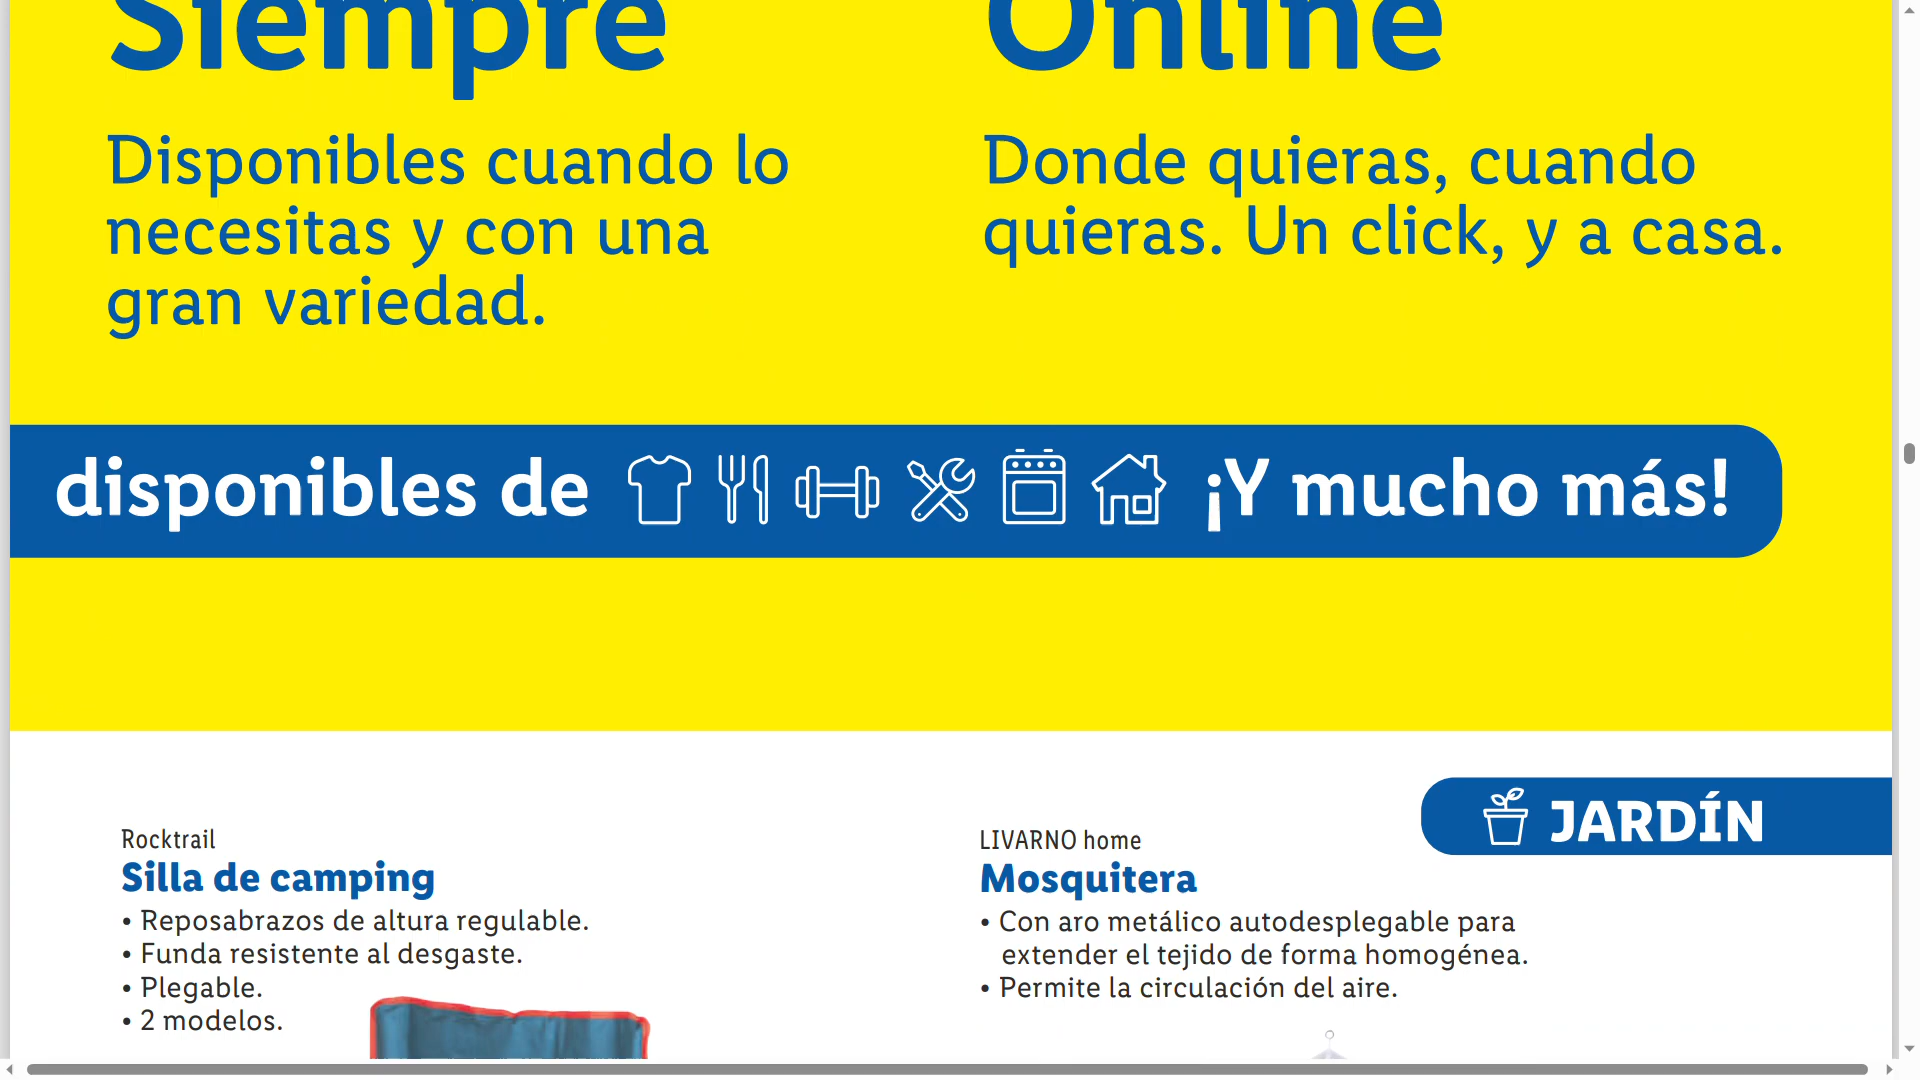 Siempre
Disponibles cuando lo
necesitas y con una
gran variedad.
Online
Donde quieras, cuando
quieras. Un click, y a casa.
disponibles de ¡Y mucho más!
JARDÍN
Rocktrail
Silla de camping
• Reposabrazos de altura regulable.
• Funda resistente al desgaste.
• Plegable.
• 2 modelos.
LIVARNO home
Mosquitera
• Con aro metálico autodesplegable para
extender el tejido de forma homogénea.
• Permite la circulación del aire.